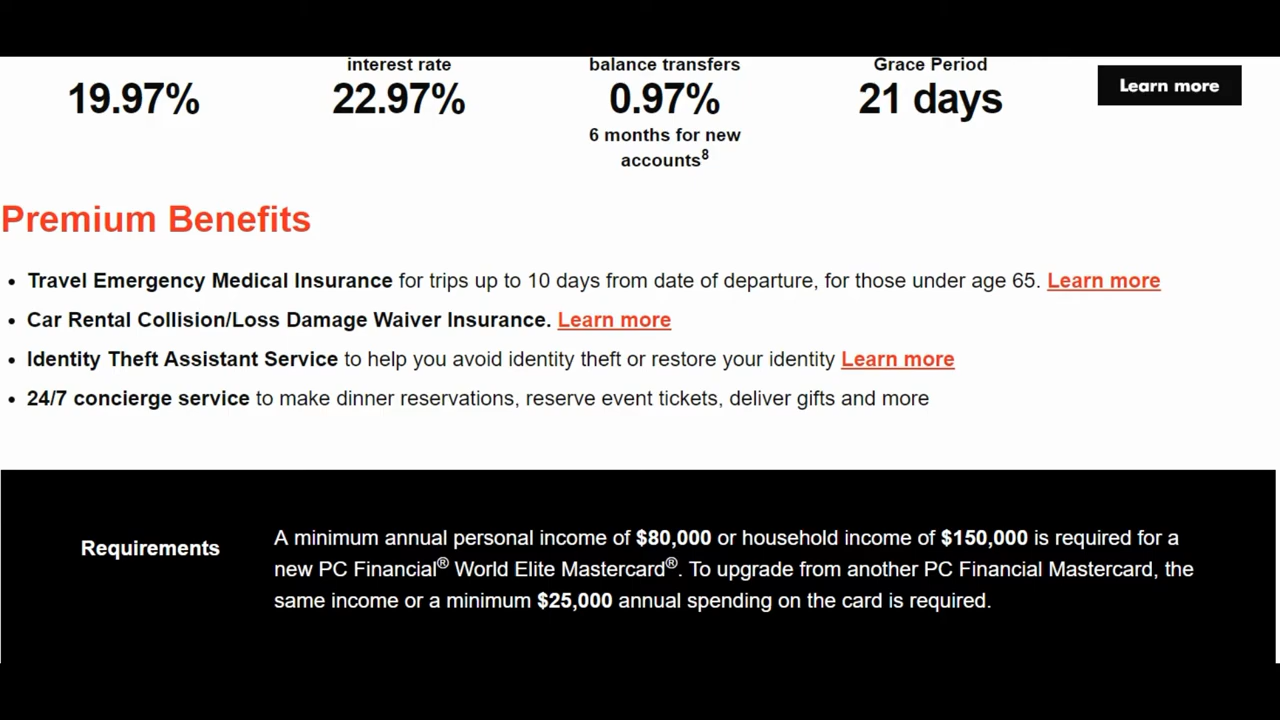 interest rate
balance transfers
Grace Period
Learn more
19.97%
22.97%
0.97%
21 days
6 months for new
accounts8
Premium Benefits
• Travel Emergency Medical Insurance for trips up to 10 days from date of departure, for those under age 65. Learn more
• Car Rental Collision/Loss Damage Waiver Insurance. Learn more
• Identity Theft Assistant Service to help you avoid identity theft or restore your identity Learn more
• 24/7 concierge service to make dinner reservations, reserve event tickets, deliver gifts and more
Requirements
A minimum annual personal income of $80,000 or household income of $150,000 is required for a
new PC Financial® World Elite Mastercard®. To upgrade from another PC Financial Mastercard, the
same income or a minimum $25,000 annual spending on the card is required.